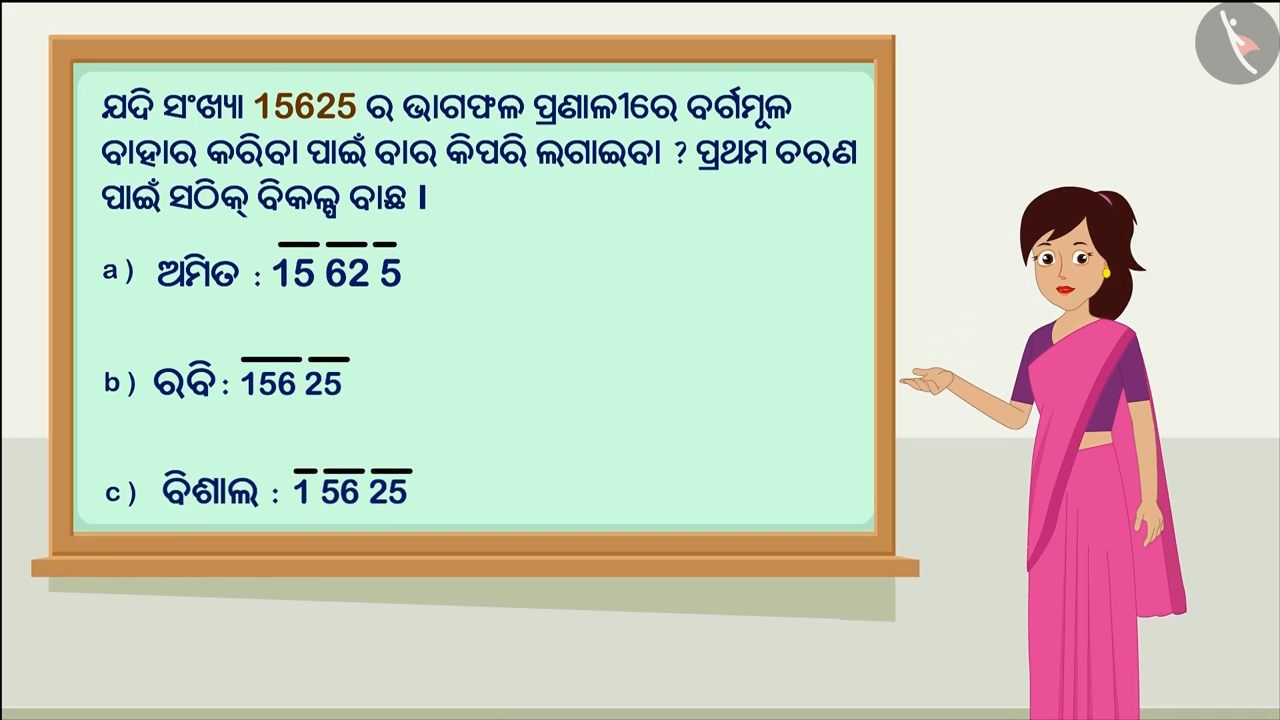 ଯଦି ସଂଖ୍ୟା 15625 ର ଭାଗଫଳ ପ୍ରଣାଳୀରେ ବର୍ଗମୂଳ
ବାହାର କରିବା ପାଇଁ ବାର କିପରି ଲଗାଇବା ? ପ୍ରଥମ ଚରଣ
ପାଇଁ ସଠିକ୍ ବିକଳ୍ପ ବାଛ ।
a) ଅମିତ : 15 62 5
b) ରବି : 156 25
c) ବିଶାଲ : 1 56 25